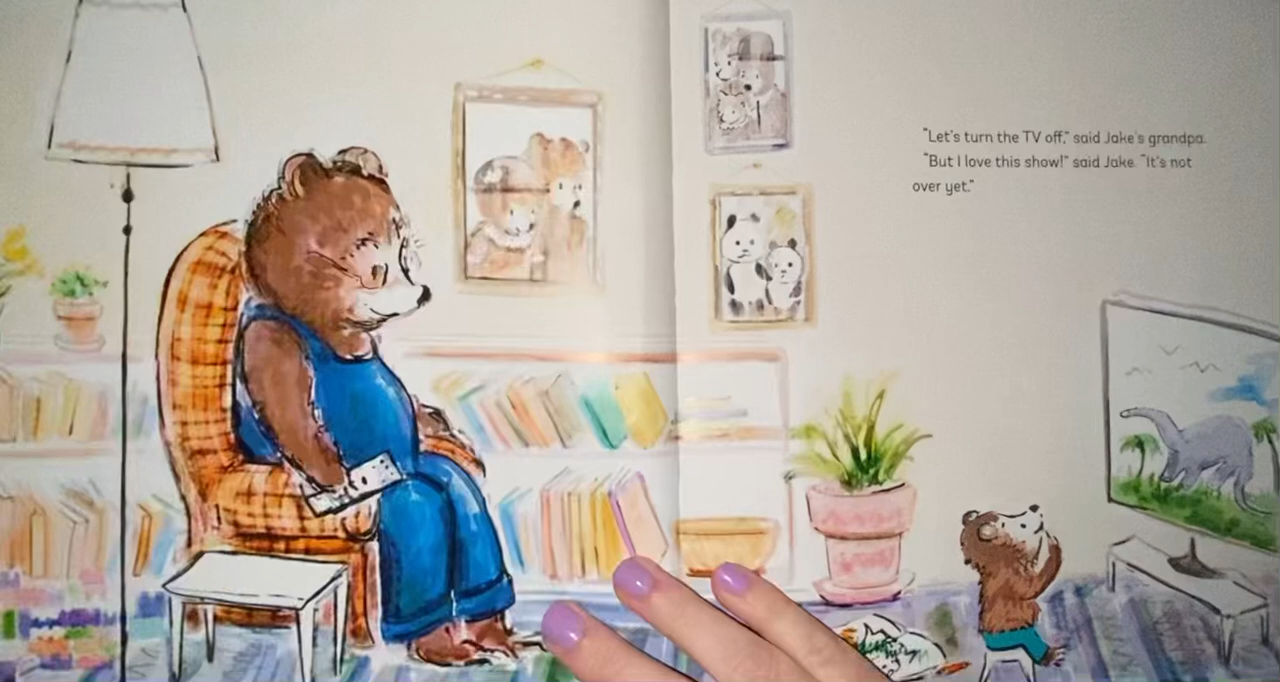 "Let's turn the TV off," said Jake's grandpa.
"But I love this show!" said Jake. "It's not
over yet."